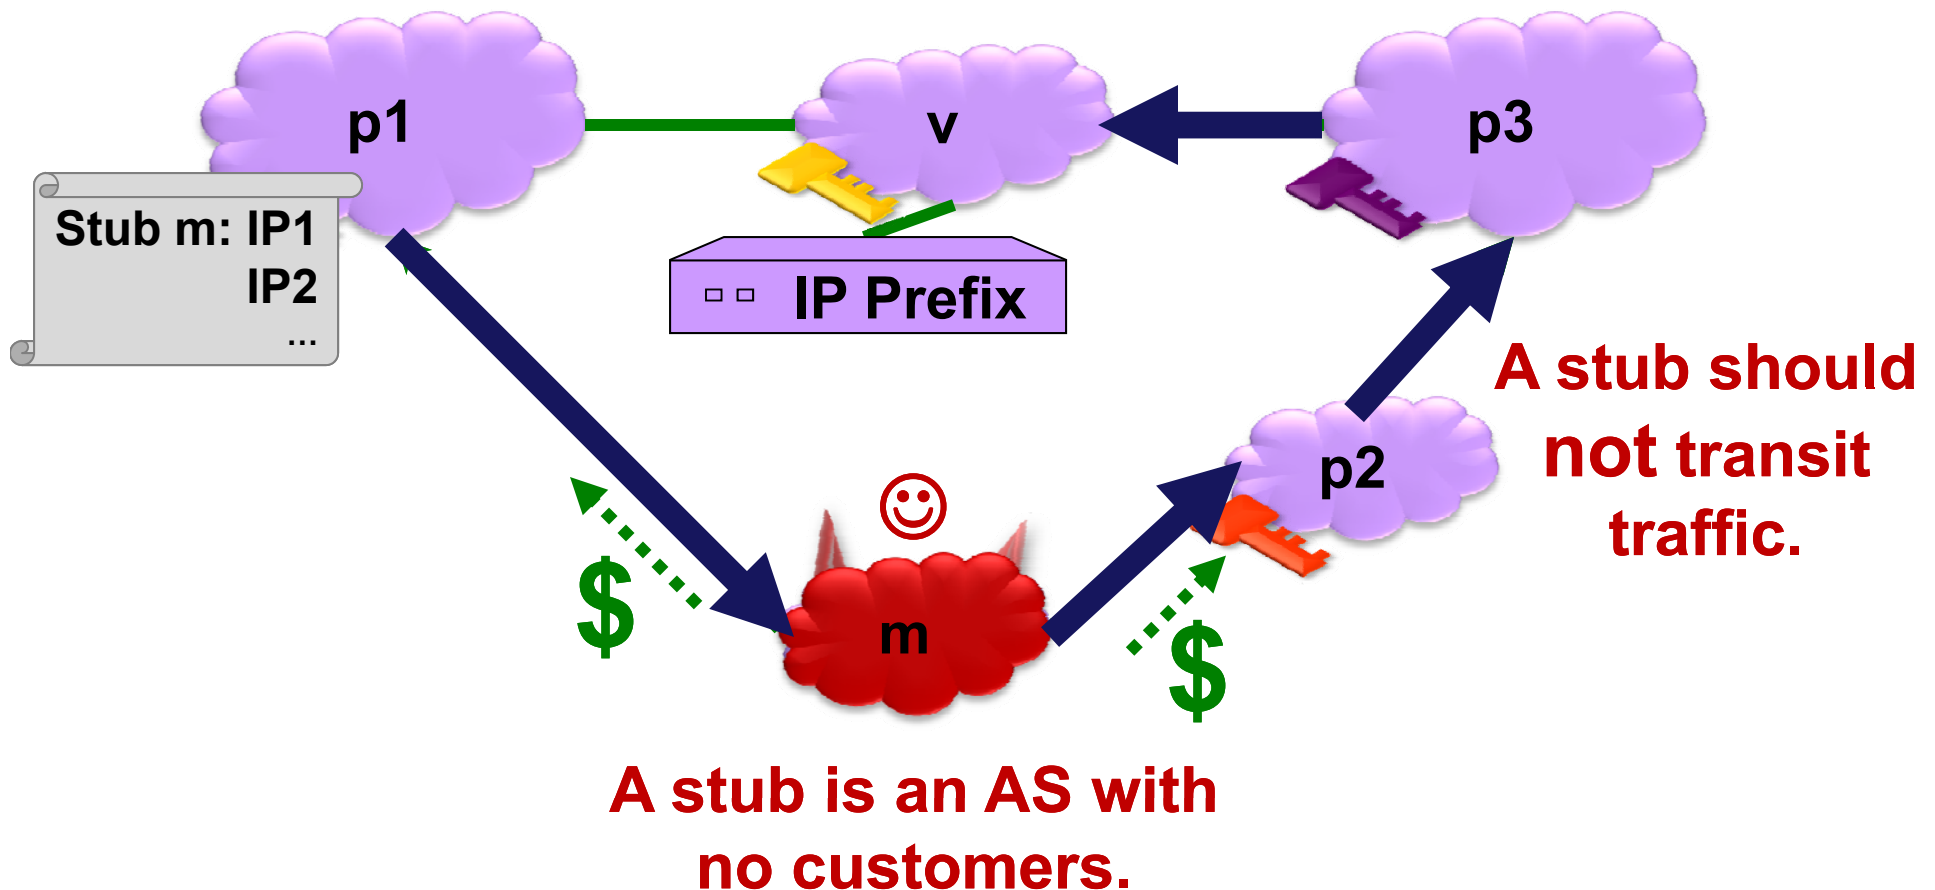 p1
v
p3
Stub m: IP1
IP2
...
IP Prefix
A stub should
not transit
traffic.
p2
$
m
$
A stub is an AS with
no customers.